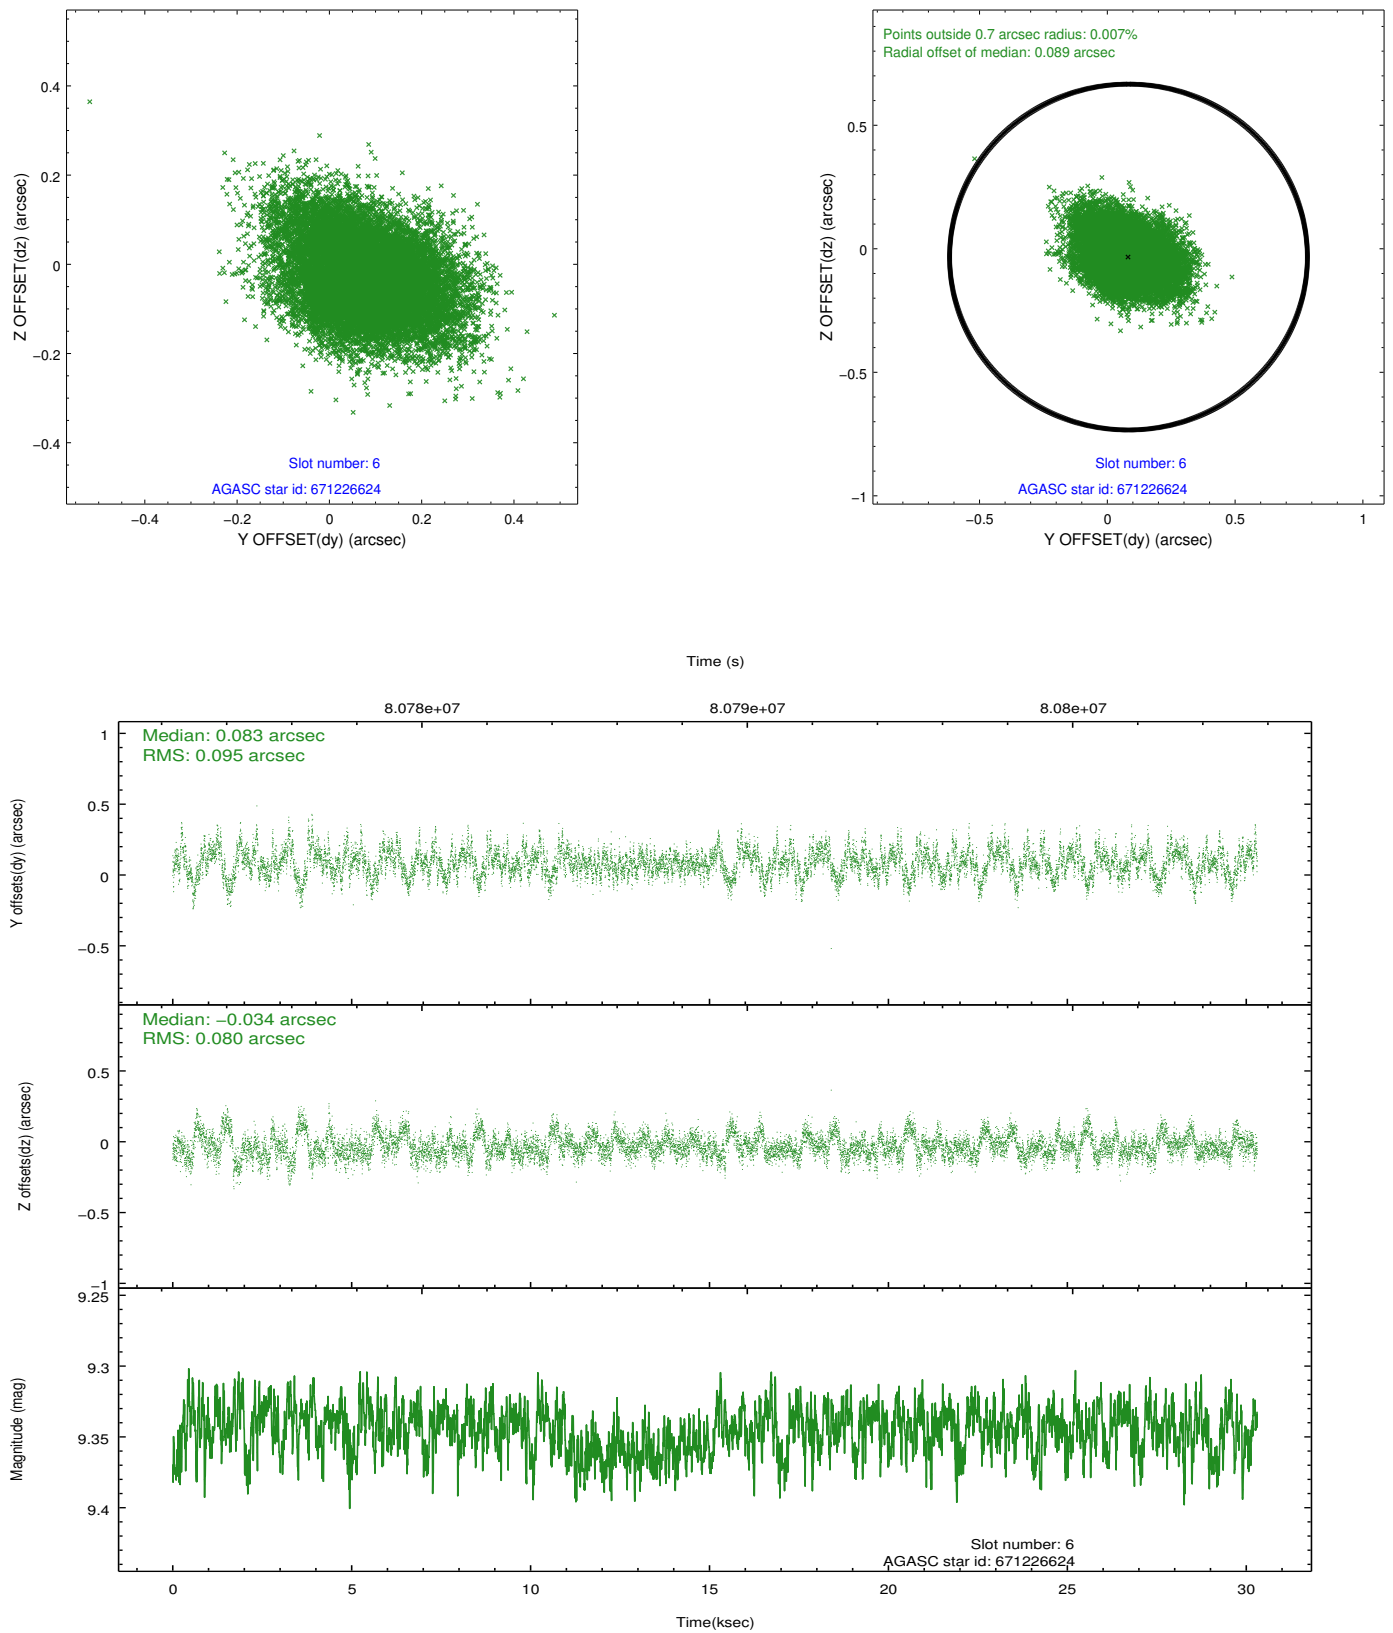 0.4
0.2
0
−0.2
−0.4
Z OFFSET(dz) (arcsec)
Slot number: 6
AGASC star id: 671226624
−0.4
−0.2
0
0.2
0.4
Y OFFSET(dy) (arcsec)
Points outside 0.7 arcsec radius: 0.007%
Radial offset of median: 0.089 arcsec
0.5
0
−0.5
−1
Z OFFSET(dz) (arcsec)
Slot number: 6
AGASC star id: 671226624
−0.5
0
0.5
1
Y OFFSET(dy) (arcsec)
Time (s)
8.078e+07
8.079e+07
8.08e+07
Median: 0.083 arcsec
RMS: 0.095 arcsec
1
0.5
0
−0.5
Y offsets(dy) (arcsec)
Median: −0.034 arcsec
RMS: 0.080 arcsec
0.5
0
−0.5
−1
Z offsets(dz) (arcsec)
9.25
9.3
9.35
9.4
Magnitude (mag)
Slot number: 6
AGASC star id: 671226624
0
5
10
15
20
25
30
Time(ksec)